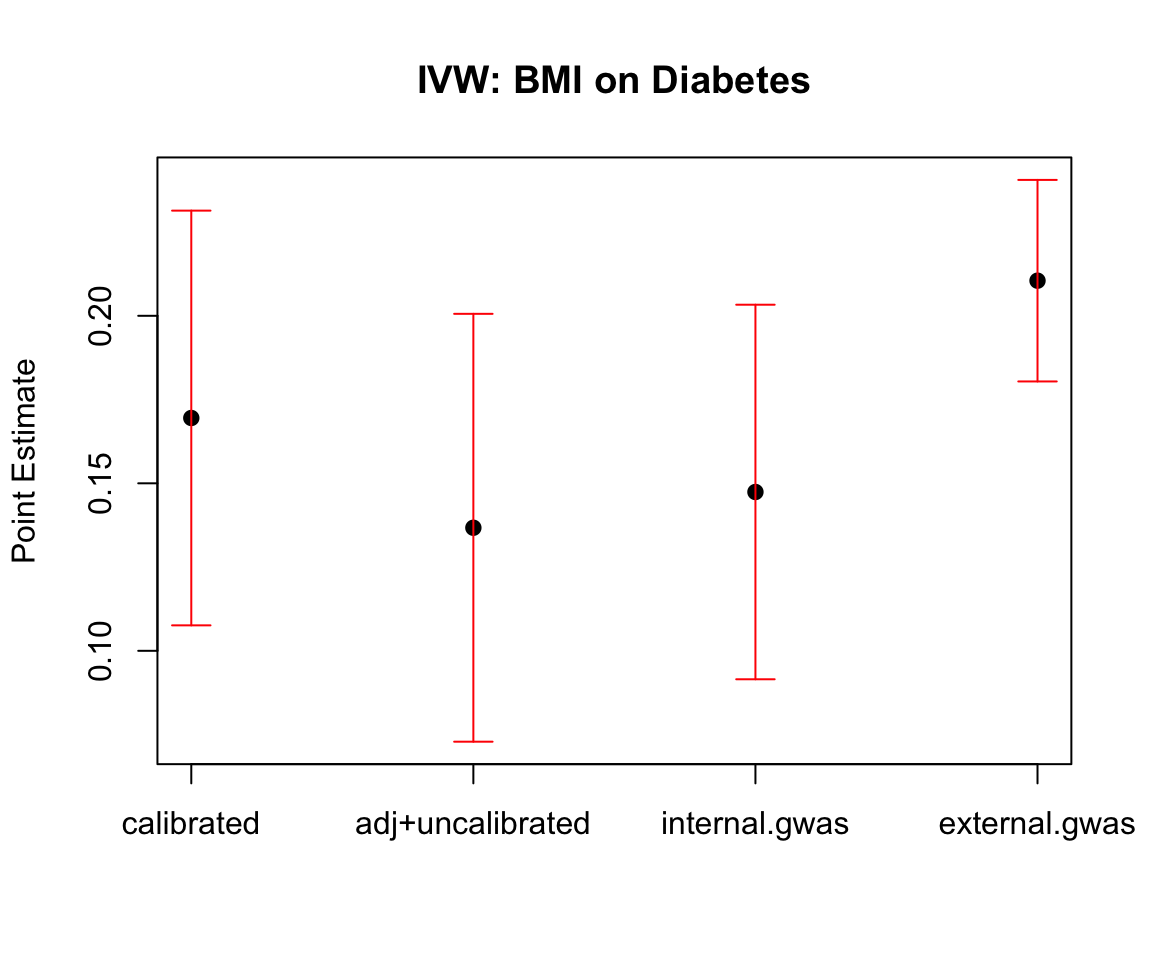 IVW: BMI on Diabetes
Point Estimate
0.20
0.15
0.10
calibrated
adj+uncalibrated
internal.gwas
external.gwas